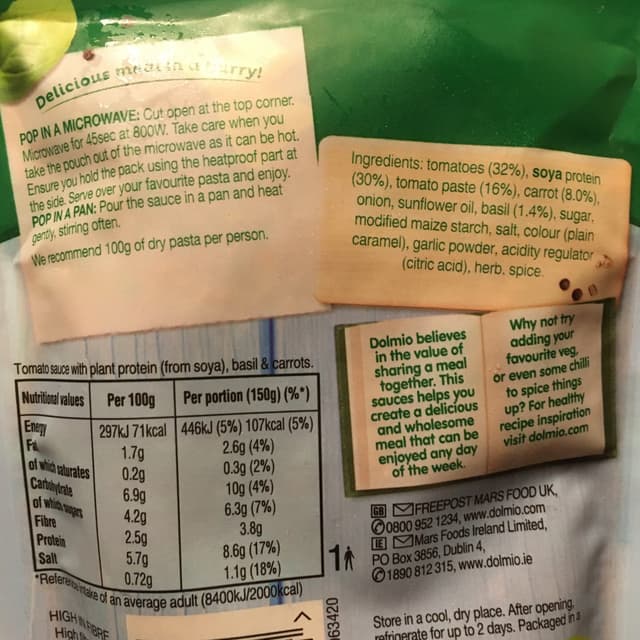 Delicious meal in a hurry!
POP IN A MICROWAVE: Cut open at the top corner.
Microwave for 45sec at 800W. Take care when you
take the pouch out of the microwave as it can be hot.
Ensure you hold the pack using the heatproof part at
the side. Serve over your favourite pasta and enjoy.
POP IN A PAN: Pour the sauce in a pan and heat
gently, stirring often.
We recommend 100g of dry pasta per person.
Ingredients: tomatoes (32%), soya protein
(30%), tomato paste (16%), carrot (8.0%),
onion, sunflower oil, basil (1.4%), sugar,
modified maize starch, salt, colour (plain
caramel), garlic powder, acidity regulator
(citric acid), herb, spice.
Dolmio believes
in the value of
sharing a meal
together. This
sauces helps you
create a delicious
and wholesome
meal that can be
enjoyed any day
of the week.
Why not try
adding your
favourite veg,
or even some chilli
to spice things
up? For healthy
recipe inspiration
visit dolmio.com
Tomato sauce with plant protein (from soya), basil & carrots.
Nutritional values Per 100g Per portion (150g) (%*)
Energy 297kJ 71kcal 446kJ (5%) 107kcal (5%)
Fat 1.7g 2.6g (4%)
of which saturates 0.2g 0.3g (2%)
Carbohydrate 6.9g 10g (4%)
of which sugars 4.2g 6.3g (7%)
Fibre 2.5g 3.8g
Protein 5.7g 8.6g (17%)
Salt 0.72g 1.1g (18%)
*Reference intake of an average adult (8400kJ/2000kcal)
1
GB FREEPOST MARS FOOD UK,
0800 952 1234, www.dolmio.com
IE Mars Foods Ireland Limited,
PO Box 3856, Dublin 4,
1890 812 315, www.dolmio.ie
Store in a cool, dry place. After opening,
refrigerate for up to 2 days. Packaged in a
HIGH IN FIBRE
High
63420